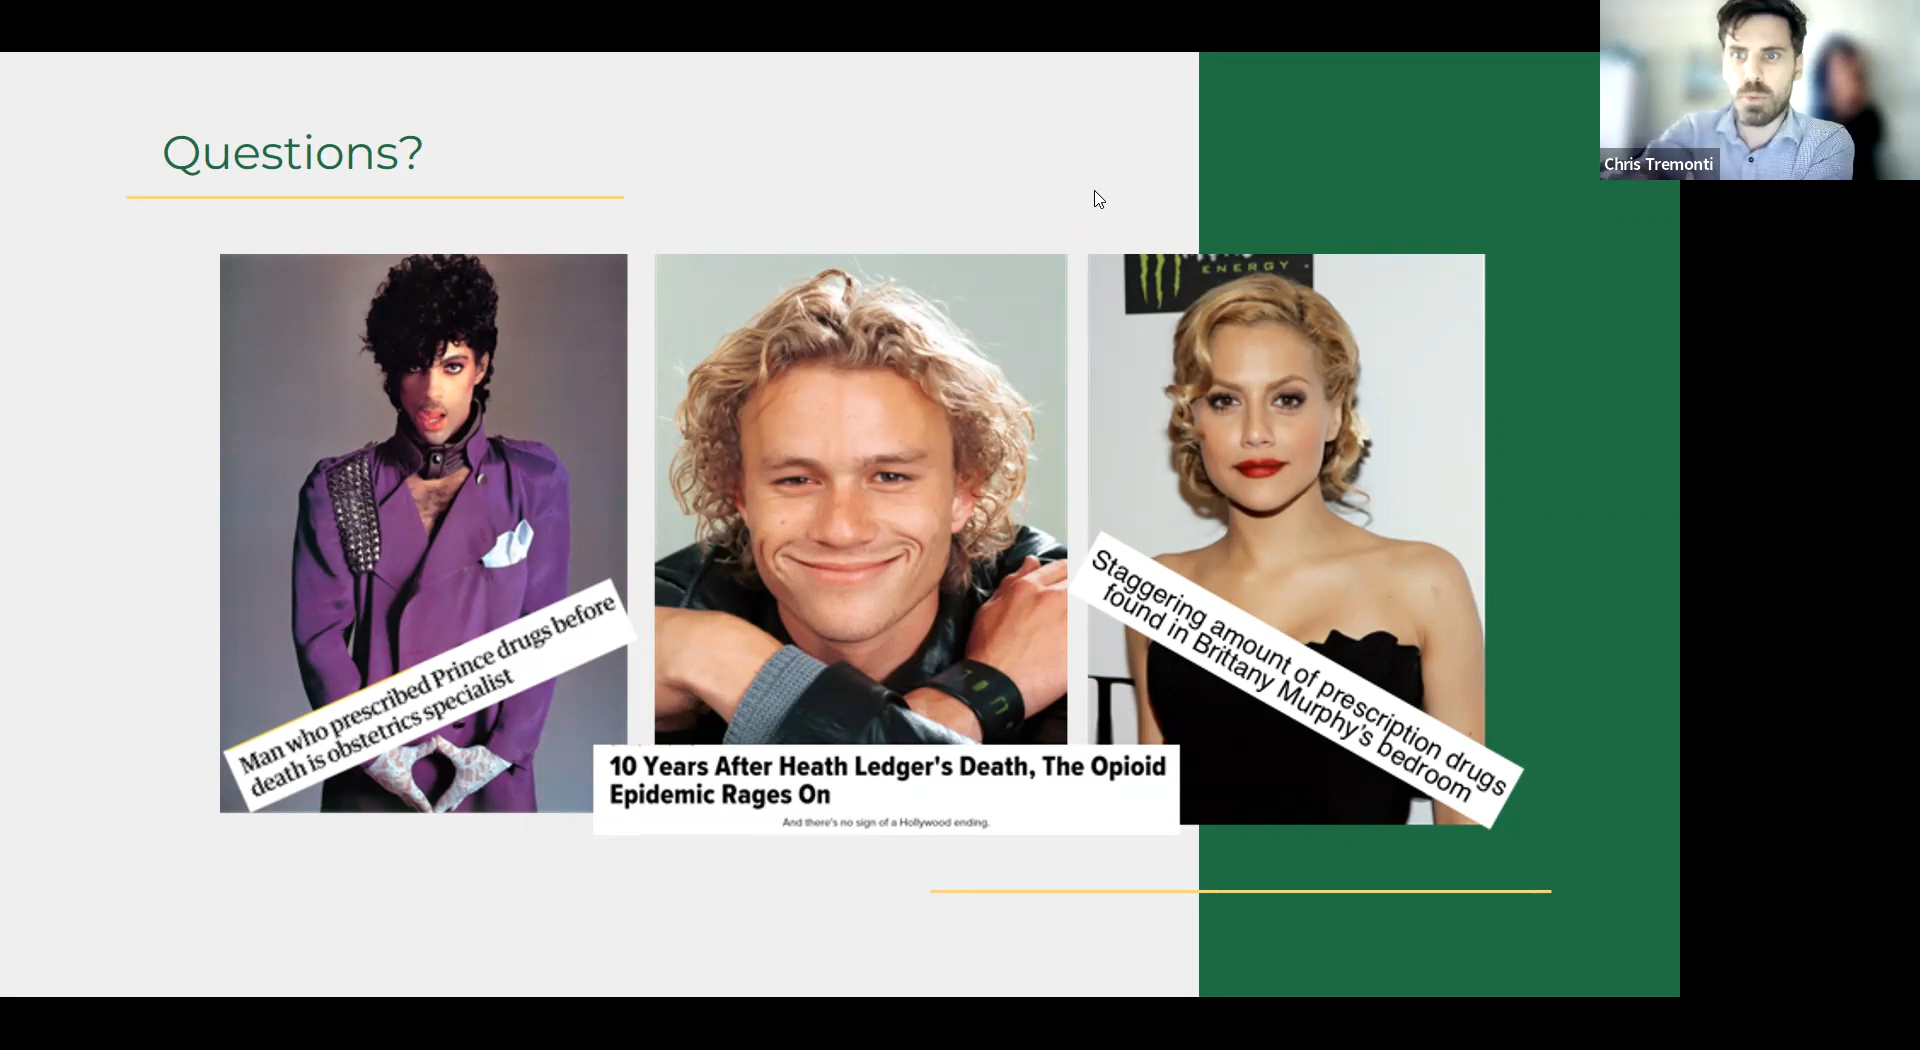 Questions?
Chris Tremonti
ENERGY
Man who prescribed Prince drugs before
death is obstetrics specialist
10 Years After Heath Ledger's Death, The Opioid
Epidemic Rages On
And there's no sign of a Hollywood ending.
Staggering amount of prescription drugs
found in Brittany Murphy's bedroom